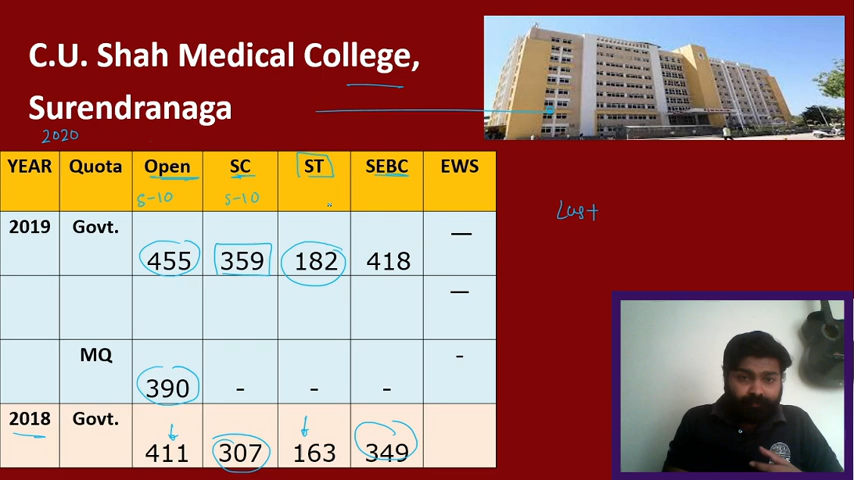 C.U. Shah Medical College,
Surendranaga
2020
YEAR Quota Open SC ST SEBC EWS
5-10 5-10
2019 Govt. —
455 359 182 418
—
MQ -
390 - - -
2018 Govt.
411 307 163 349
Last